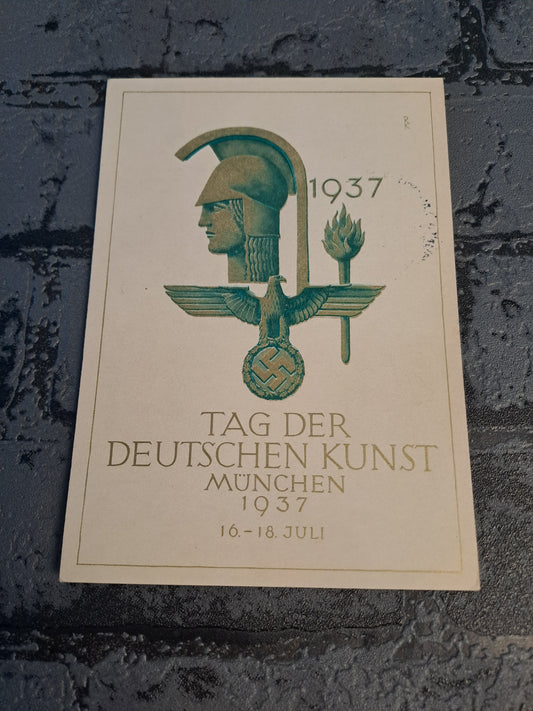 1937
TAG DER
DEUTSCHEN KUNST
MÜNCHEN
1937
16.–18. JULI